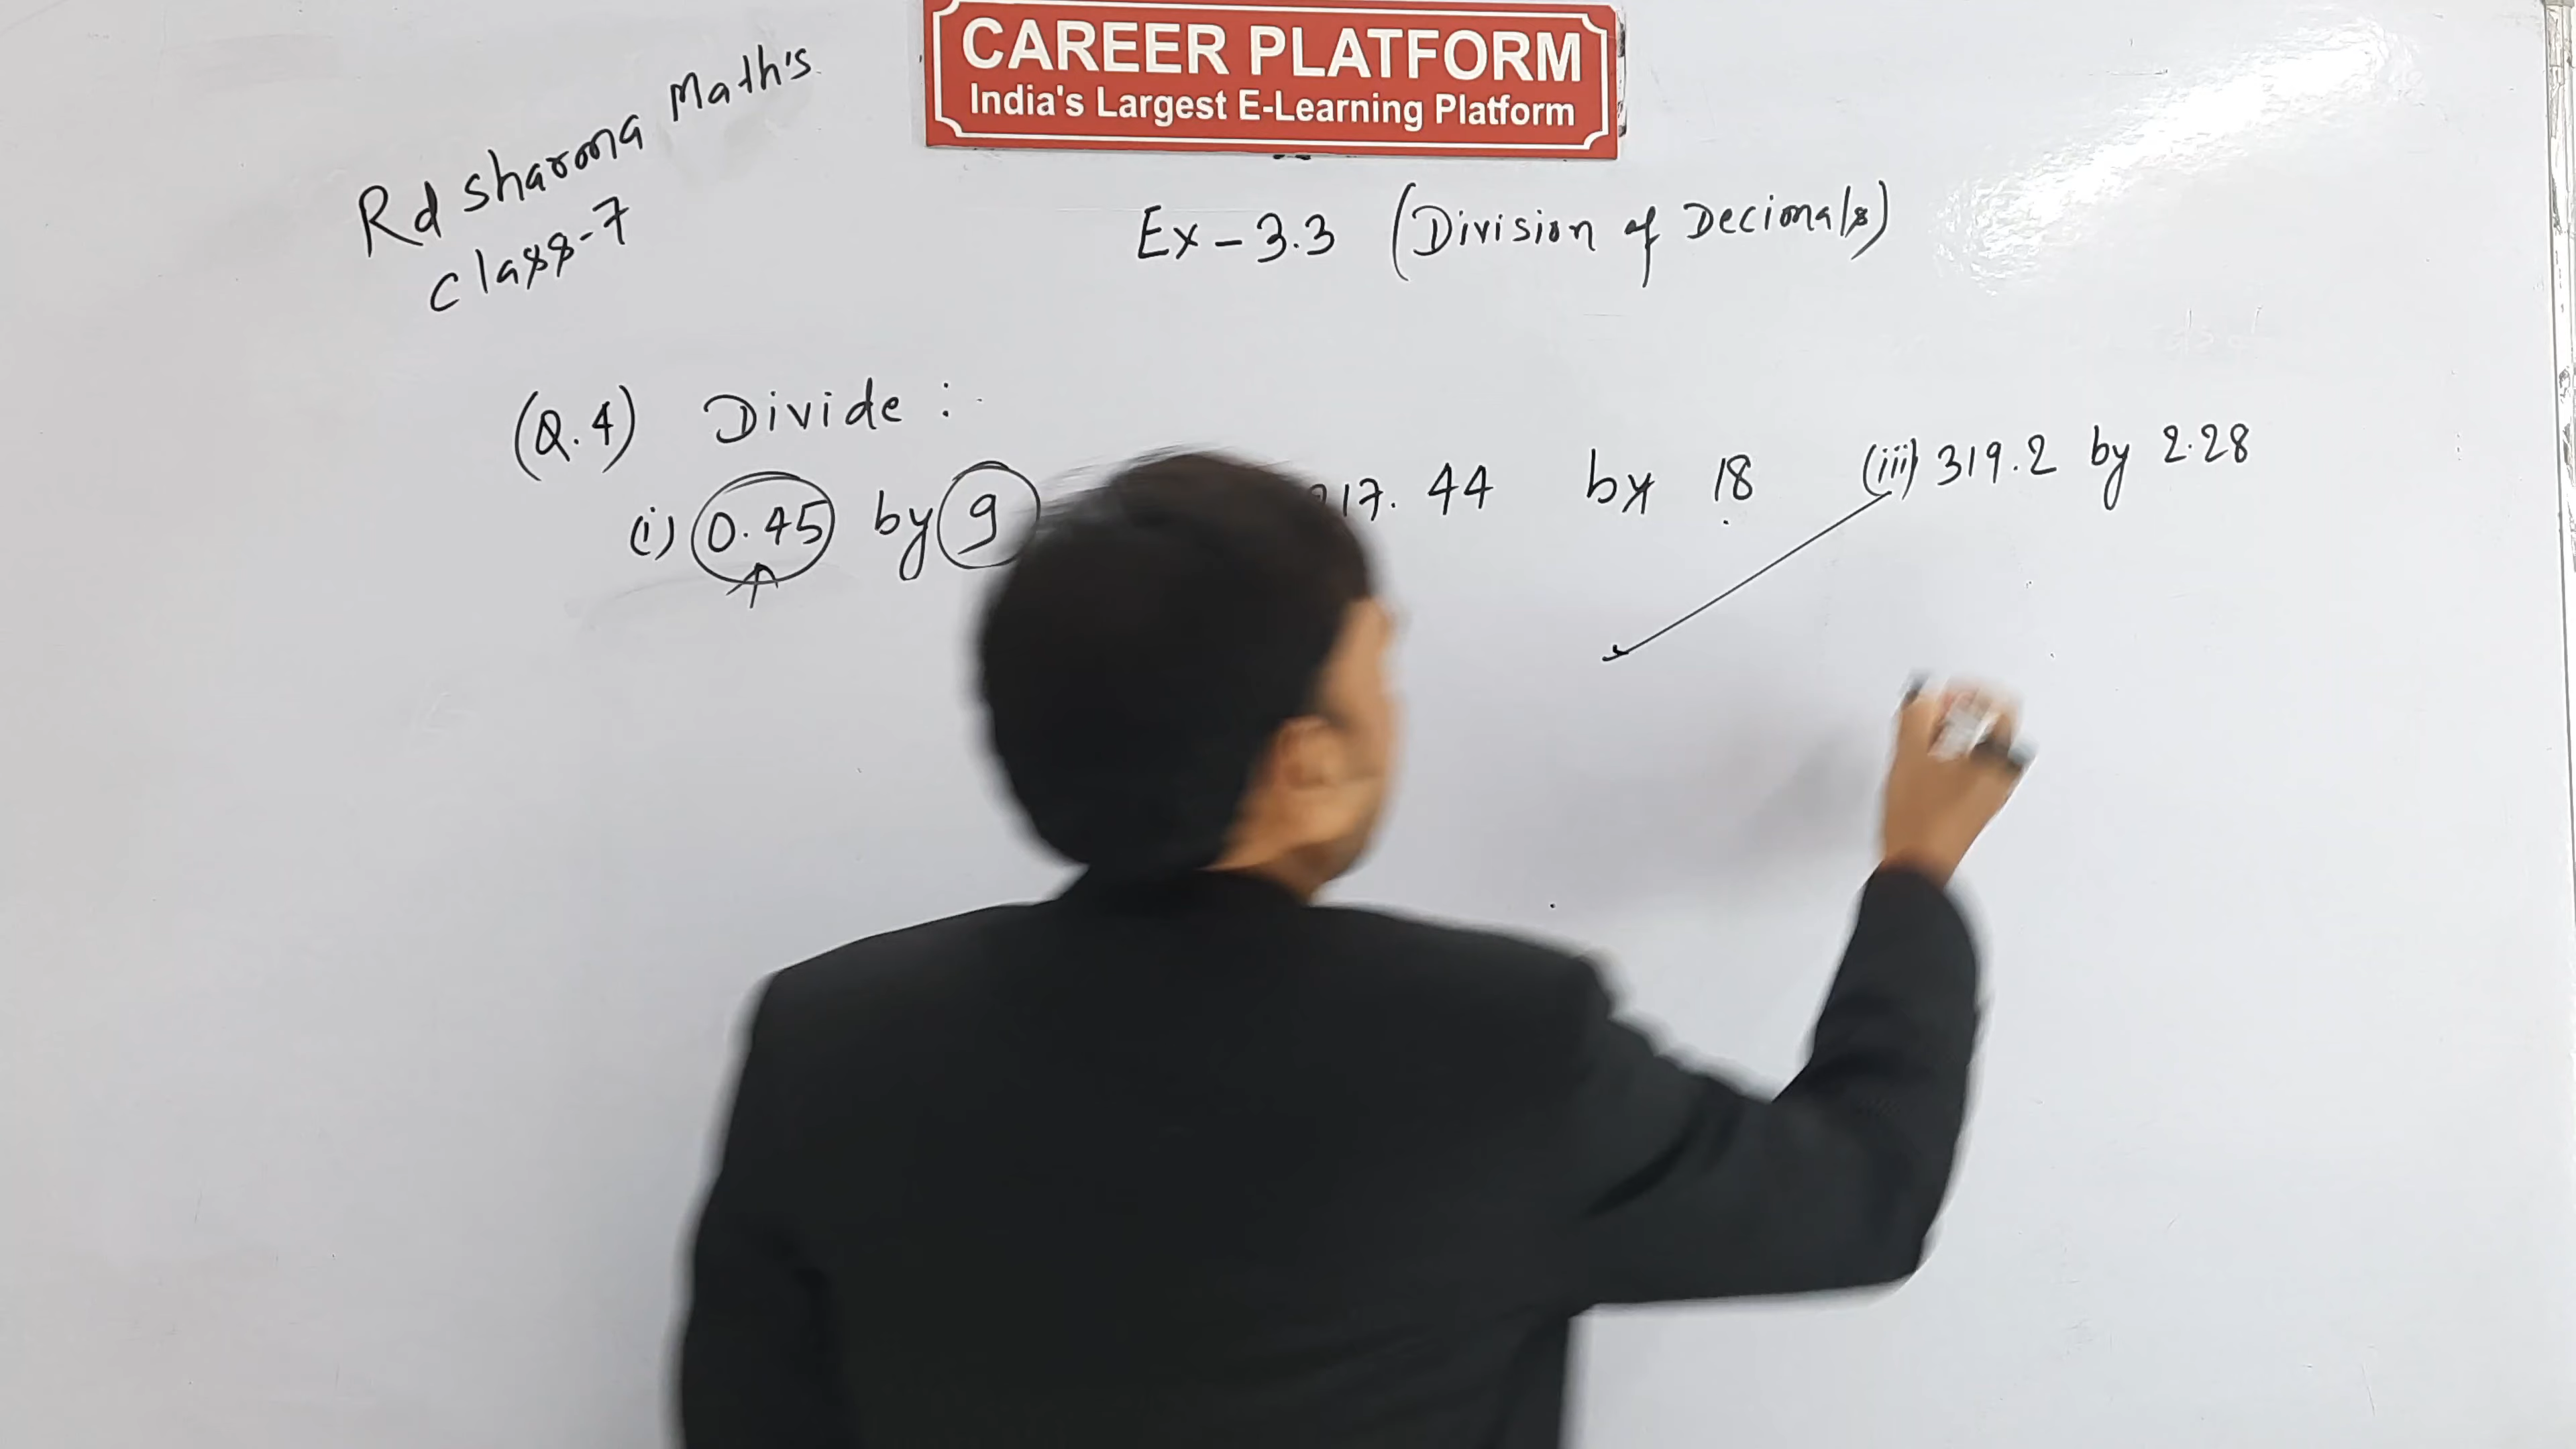 CAREER PLATFORM
India's Largest E-Learning Platform
Rd sharma Math's
Class-7
Ex-3.3 (Division of Decimals)
(Q.4) Divide :
(i) 0.45 by 9 17.44 by 18 (iii) 319.2 by 2.28